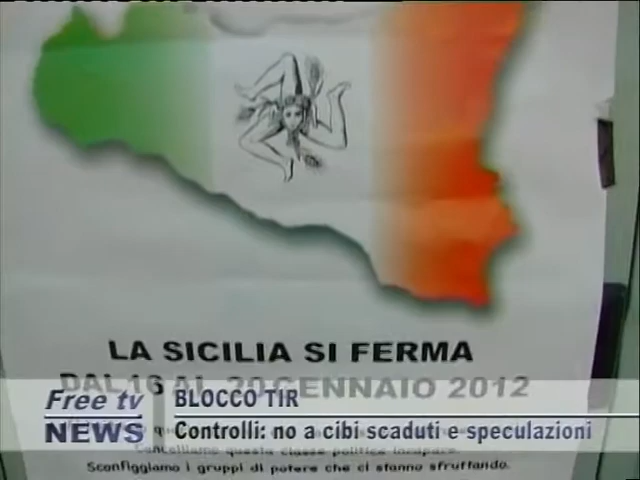 LA SICILIA SI FERMA
DAL 16 AL 20 GENNAIO 2012
Free tv
NEWS
BLOCCO TIR
Controlli: no a cibi scaduti e speculazioni
Cancelliamo questa classe politica incapace.
Sconfiggiamo i gruppi di potere che ci stanno sfruttando.